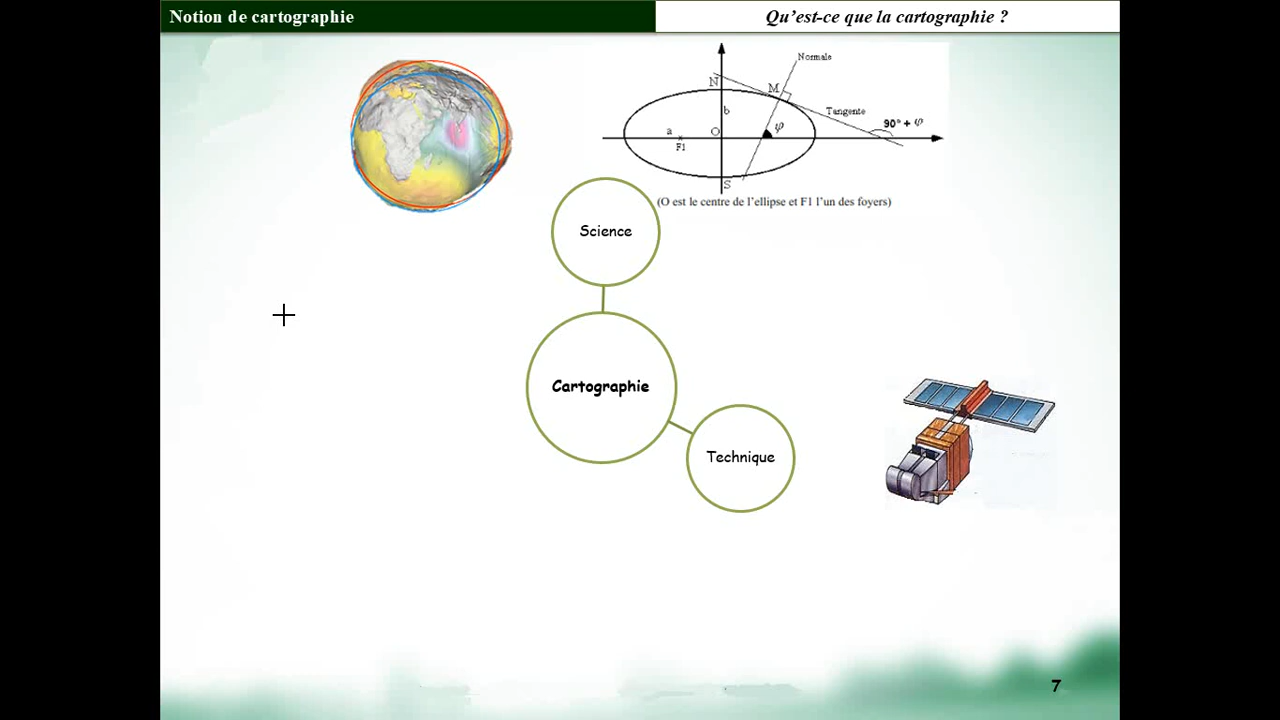 Notion de cartographie
Qu’est-ce que la cartographie ?
Normale
N
M
b
Tangente
a
O
φ
90° + φ
F1
S
(O est le centre de l’ellipse et F1 l’un des foyers)
Science
Cartographie
Technique
7